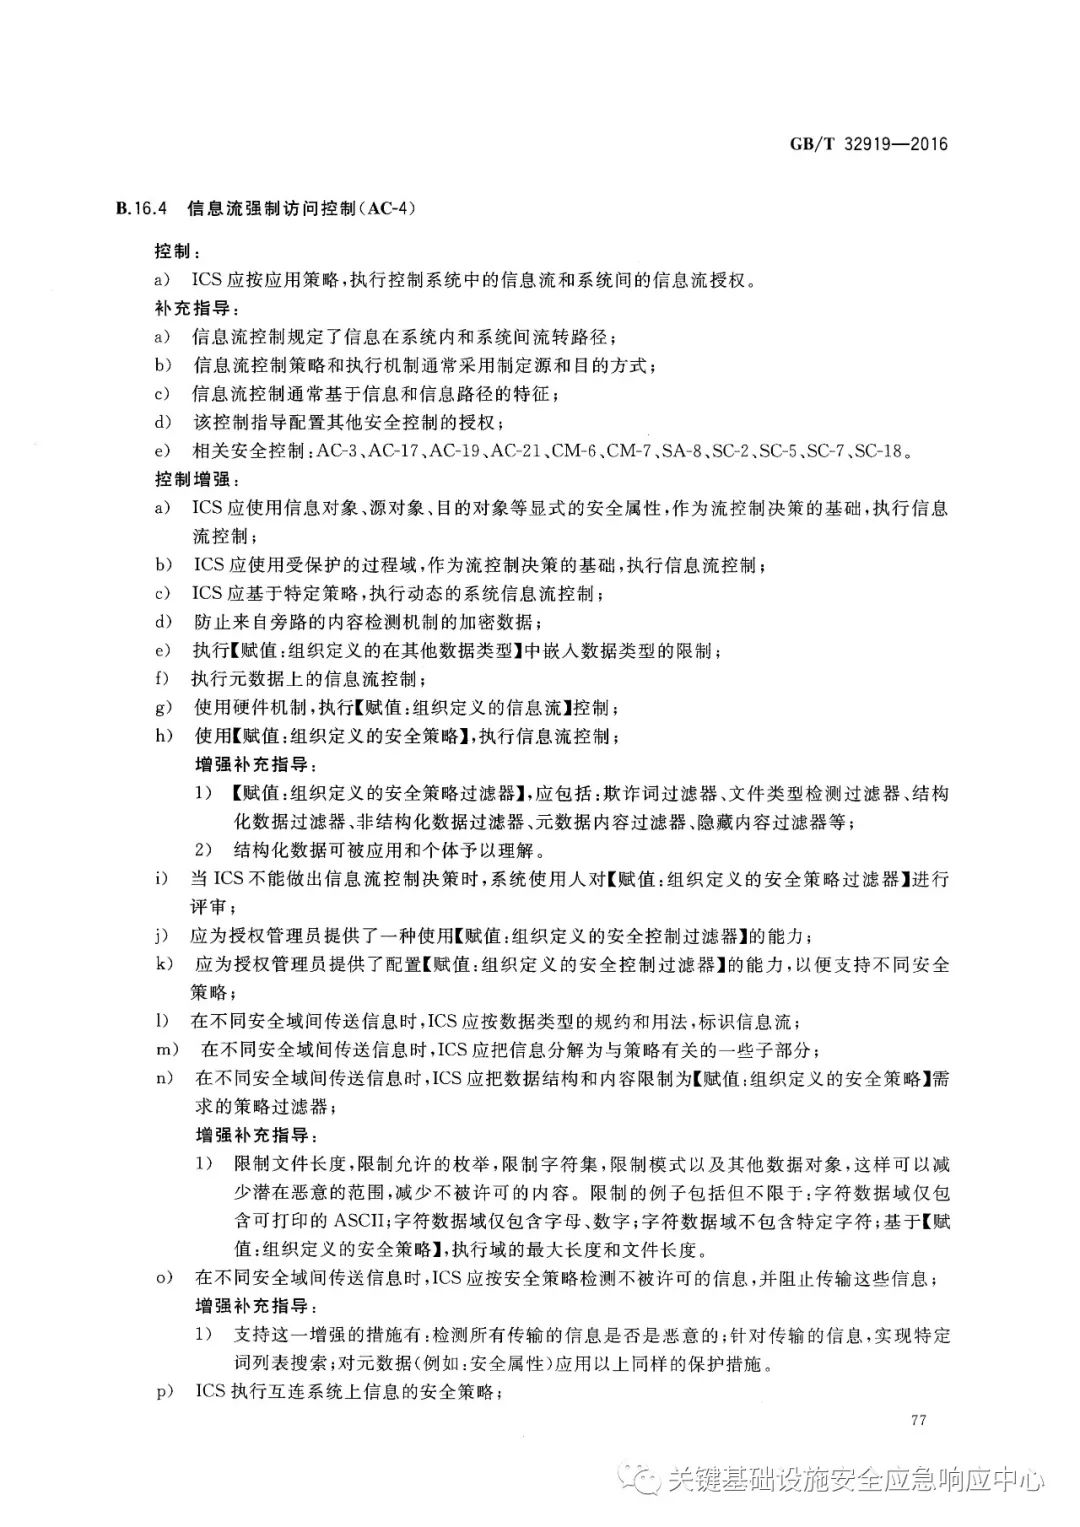 GB/T 32919—2016
B.16.4 信息流强制访问控制(AC-4)
控制:
a) ICS应按应用策略,执行控制系统中的信息流和系统间的信息流授权。
补充指导:
a) 信息流控制规定了信息在系统内和系统间流转路径;
b) 信息流控制策略和执行机制通常采用制定源和目的方式;
c) 信息流控制通常基于信息和信息路径的特征;
d) 该控制指导配置其他安全控制的授权;
e) 相关安全控制:AC-3、AC-17、AC-19、AC-21、CM-6、CM-7、SA-8、SC-2、SC-5、SC-7、SC-18。
控制增强:
a) ICS应使用信息对象、源对象、目的对象等显式的安全属性,作为流控制决策的基础,执行信息
流控制;
b) ICS应使用受保护的过程域,作为流控制决策的基础,执行信息流控制;
c) ICS应基于特定策略,执行动态的系统信息流控制;
d) 防止来自旁路的内容检测机制的加密数据;
e) 执行【赋值:组织定义的在其他数据类型】中嵌入数据类型的限制;
f) 执行元数据上的信息流控制;
g) 使用硬件机制,执行【赋值:组织定义的信息流】控制;
h) 使用【赋值:组织定义的安全策略】,执行信息流控制;
增强补充指导:
1) 【赋值:组织定义的安全策略过滤器】,应包括:欺诈词过滤器、文件类型检测过滤器、结构
化数据过滤器、非结构化数据过滤器、元数据内容过滤器、隐藏内容过滤器等;
2) 结构化数据可被应用和个体予以理解。
i) 当ICS不能做出信息流控制决策时,系统使用人对【赋值:组织定义的安全策略过滤器】进行
评审;
j) 应为授权管理员提供了一种使用【赋值:组织定义的安全控制过滤器】的能力;
k) 应为授权管理员提供了配置【赋值:组织定义的安全控制过滤器】的能力,以便支持不同安全
策略;
l) 在不同安全域间传送信息时,ICS应按数据类型的规约和用法,标识信息流;
m) 在不同安全域间传送信息时,ICS应把信息分解为与策略有关的一些子部分;
n) 在不同安全域间传送信息时,ICS应把数据结构和内容限制为【赋值:组织定义的安全策略】需
求的策略过滤器;
增强补充指导:
1) 限制文件长度,限制允许的枚举,限制字符集,限制模式以及其他数据对象,这样可以减
少潜在恶意的范围,减少不被许可的内容。限制的例子包括但不限于:字符数据域仅包
含可打印的ASCII;字符数据域仅包含字母、数字;字符数据域不包含特定字符;基于【赋
值:组织定义的安全策略】,执行域的最大长度和文件长度。
o) 在不同安全域间传送信息时,ICS应按安全策略检测不被许可的信息,并阻止传输这些信息;
增强补充指导:
1) 支持这一增强的措施有:检测所有传输的信息是否是恶意的;针对传输的信息,实现特定
词列表搜索;对元数据(例如:安全属性)应用以上同样的保护措施。
p) ICS执行互连系统上信息的安全策略;
77
关键基础设施安全应急响应中心